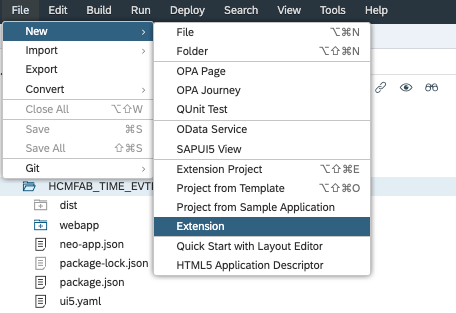 File Edit Build Run Deploy Search View Tools Help
New
Import
Export
Convert
Close All ⌥⇧W
Save ⌘S
Save All ⇧⌘S
Git
File ⌥⌘N
Folder ⌥⇧⌘N
OPA Page
OPA Journey
QUnit Test
OData Service
SAPUI5 View
Extension Project ⌥⇧⌘E
Project from Template ⌥⇧⌘O
Project from Sample Application
Extension
Quick Start with Layout Editor
HTML5 Application Descriptor
dist
webapp
neo-app.json
package-lock.json
package.json
ui5.yaml